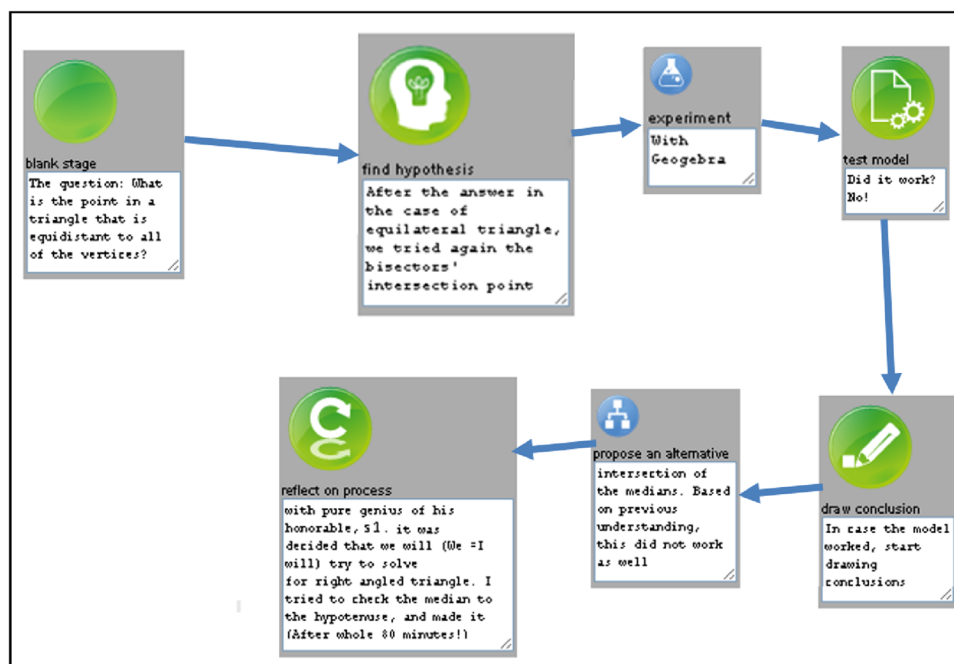 blank stage
The question: What
is the point in a
triangle that is
equidistant to all
of the vertices?
find hypothesis
After the answer in
the case of
equilateral triangle,
we tried again the
bisectors'
intersection point
experiment
With
Geogebra
test model
Did it work?
No!
draw conclusion
In case the model
worked, start
drawing
conclusions
propose an alternative
intersection of
the medians. Based
on previous
understanding,
this did not work
as well
reflect on process
with pure genius of his
honorable, S1. it was
decided that we will (We =I
will) try to solve
for right angled triangle. I
tried to check the median to
the hypotenuse, and made it
(After whole 80 minutes!)